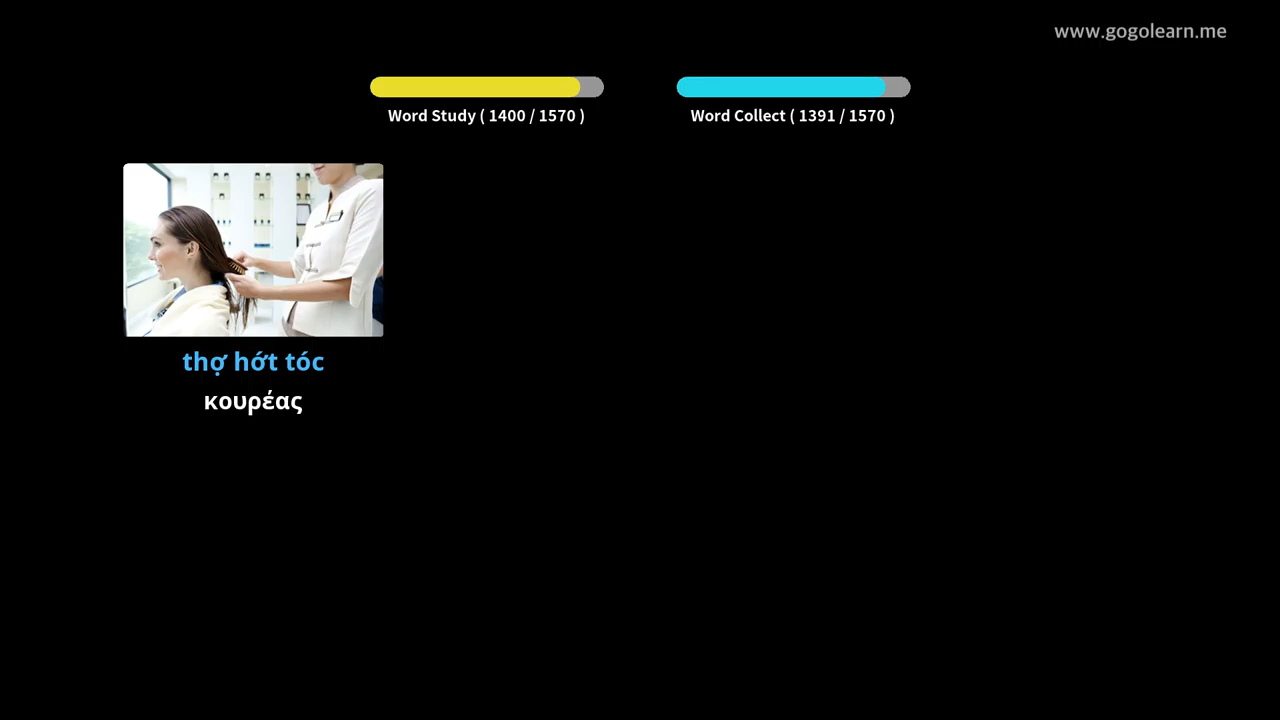 www.gogolearn.me
Word Study ( 1400 / 1570 )
Word Collect ( 1391 / 1570 )
thợ hớt tóc
κουρέας